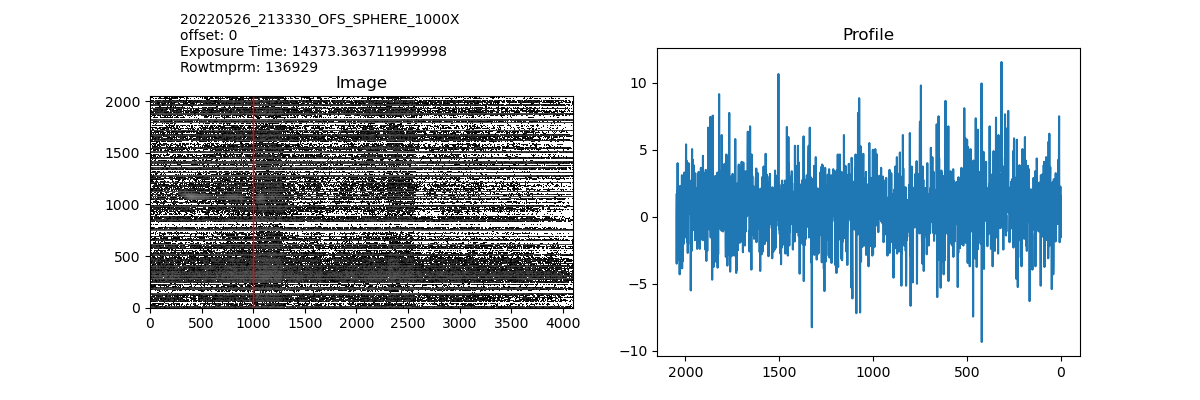 20220526_213330_OFS_SPHERE_1000X
offset: 0
Exposure Time: 14373.363711999998
Rowtmprm: 136929
Image
2000
1500
1000
500
0
0 500 1000 1500 2000 2500 3000 3500 4000
Profile
10
5
0
−5
−10
2000 1500 1000 500 0